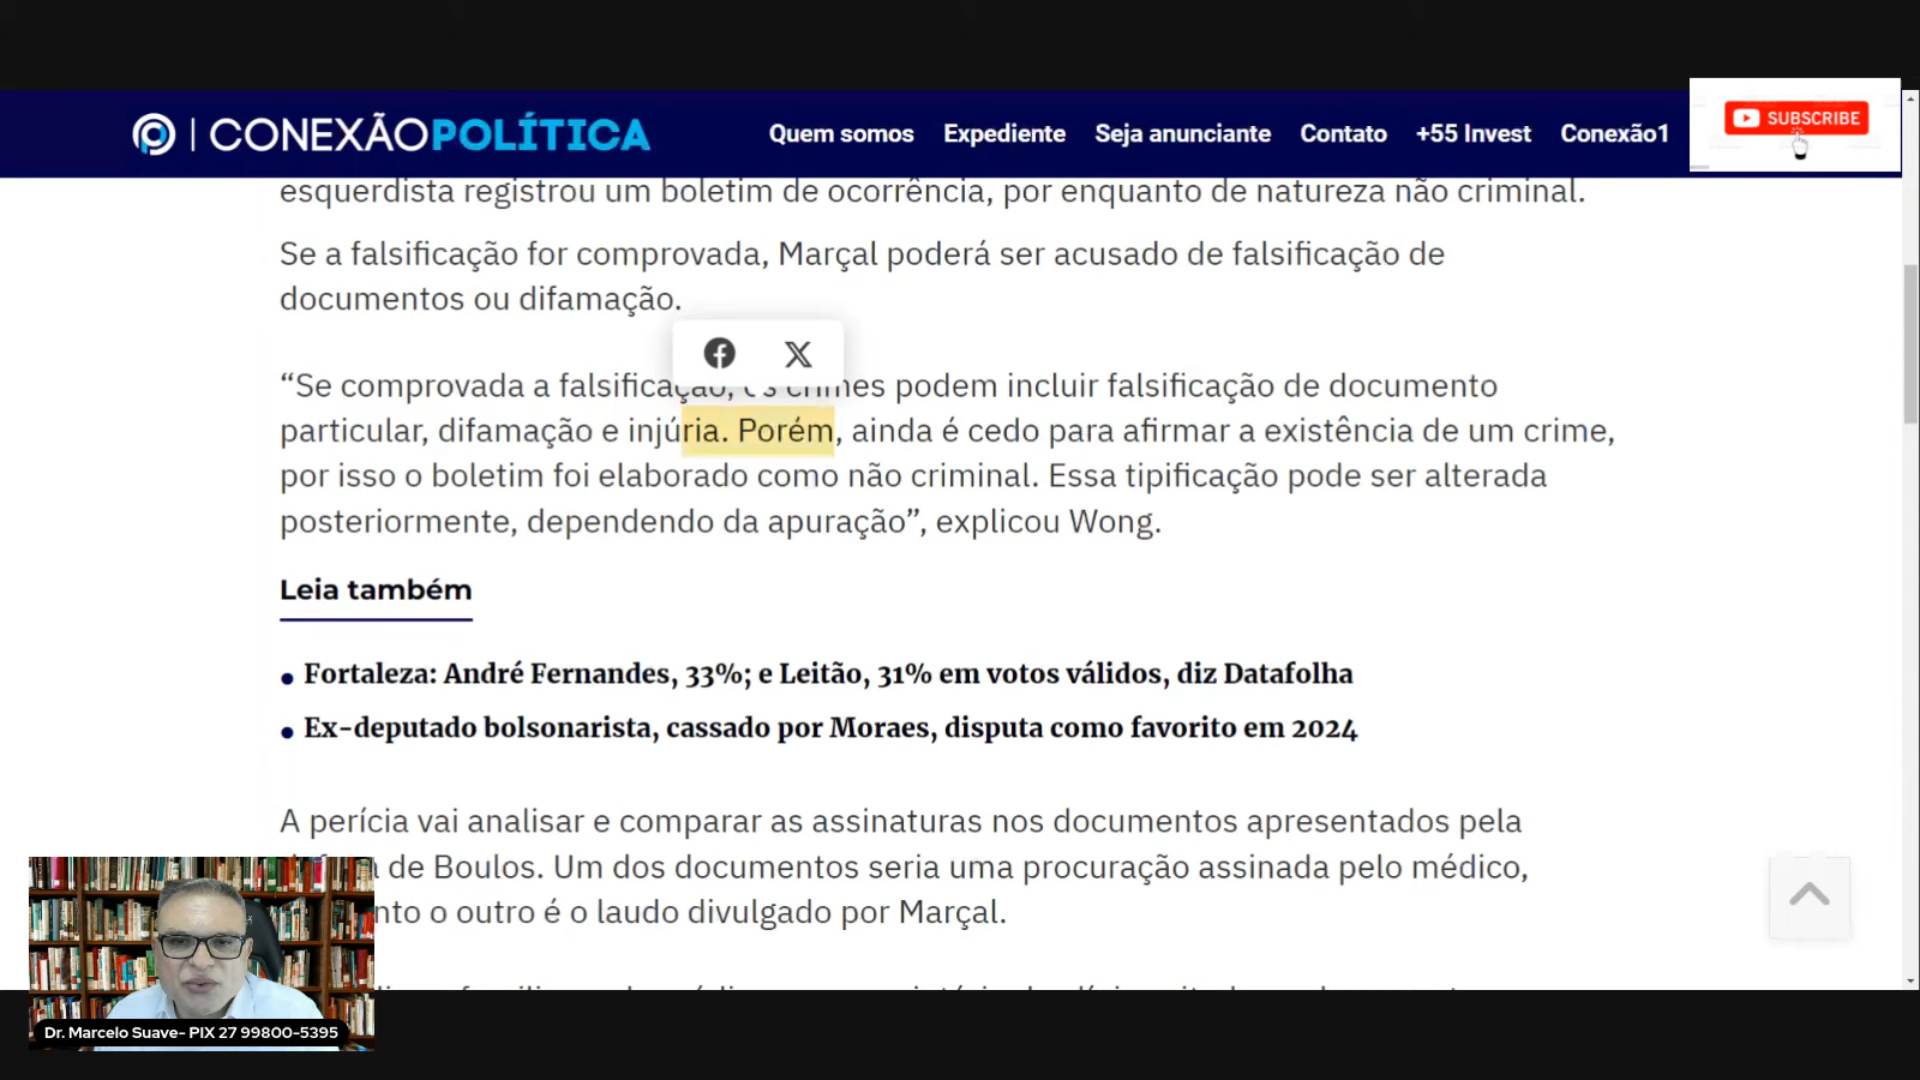 CONEXÃOPOLÍTICA
Quem somos Expediente Seja anunciante Contato +55 Invest Conexão1
SUBSCRIBE
esquerdista registrou um boletim de ocorrência, por enquanto de natureza não criminal.
Se a falsificação for comprovada, Marçal poderá ser acusado de falsificação de
documentos ou difamação.
“Se comprovada a falsificação, os crimes podem incluir falsificação de documento
particular, difamação e injúria. Porém, ainda é cedo para afirmar a existência de um crime,
por isso o boletim foi elaborado como não criminal. Essa tipificação pode ser alterada
posteriormente, dependendo da apuração”, explicou Wong.
Leia também
• Fortaleza: André Fernandes, 33%; e Leitão, 31% em votos válidos, diz Datafolha
• Ex-deputado bolsonarista, cassado por Moraes, disputa como favorito em 2024
A perícia vai analisar e comparar as assinaturas nos documentos apresentados pela
de Boulos. Um dos documentos seria uma procuração assinada pelo médico,
nto o outro é o laudo divulgado por Marçal.
Dr. Marcelo Suave- PIX 27 99800-5395